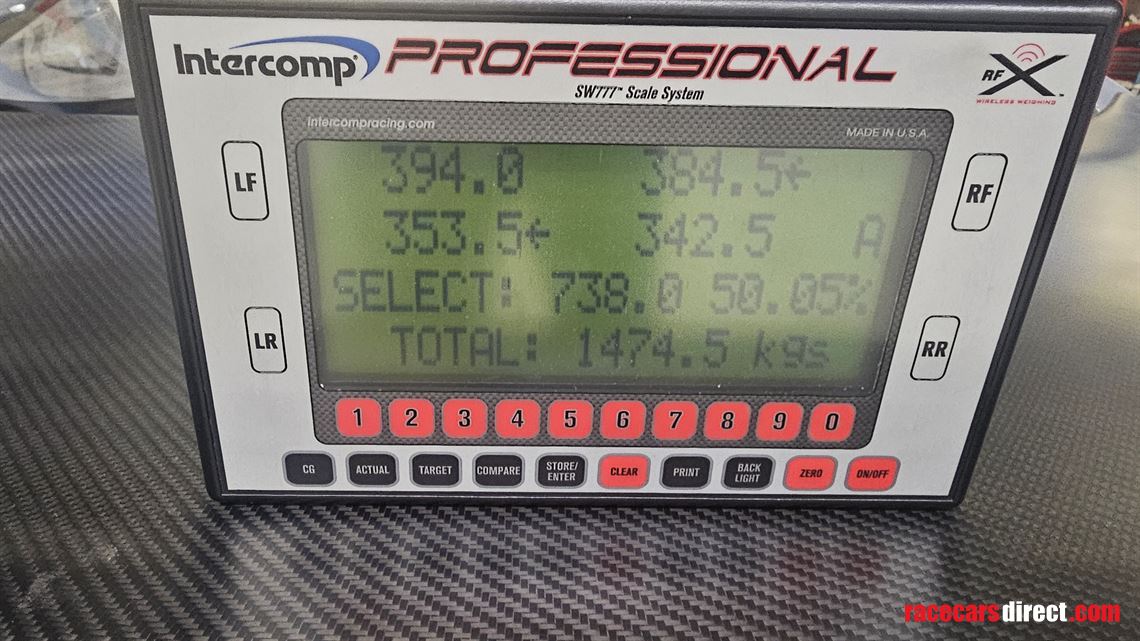 Intercomp® PROFESSIONAL
SW777™ Scale System
RFX™
WIRELESS WEIGHING
Intercompracing.com
MADE IN U.S.A.
LF
RF
394.0 384.5←
353.5← 342.5 A
SELECT: 738.0 50.05%
TOTAL: 1474.5 kgs
LR
RR
1 2 3 4 5 6 7 8 9 0
CG ACTUAL TARGET COMPARE STORE/ENTER CLEAR PRINT BACK LIGHT ZERO ON/OFF
racecarsdirect.com